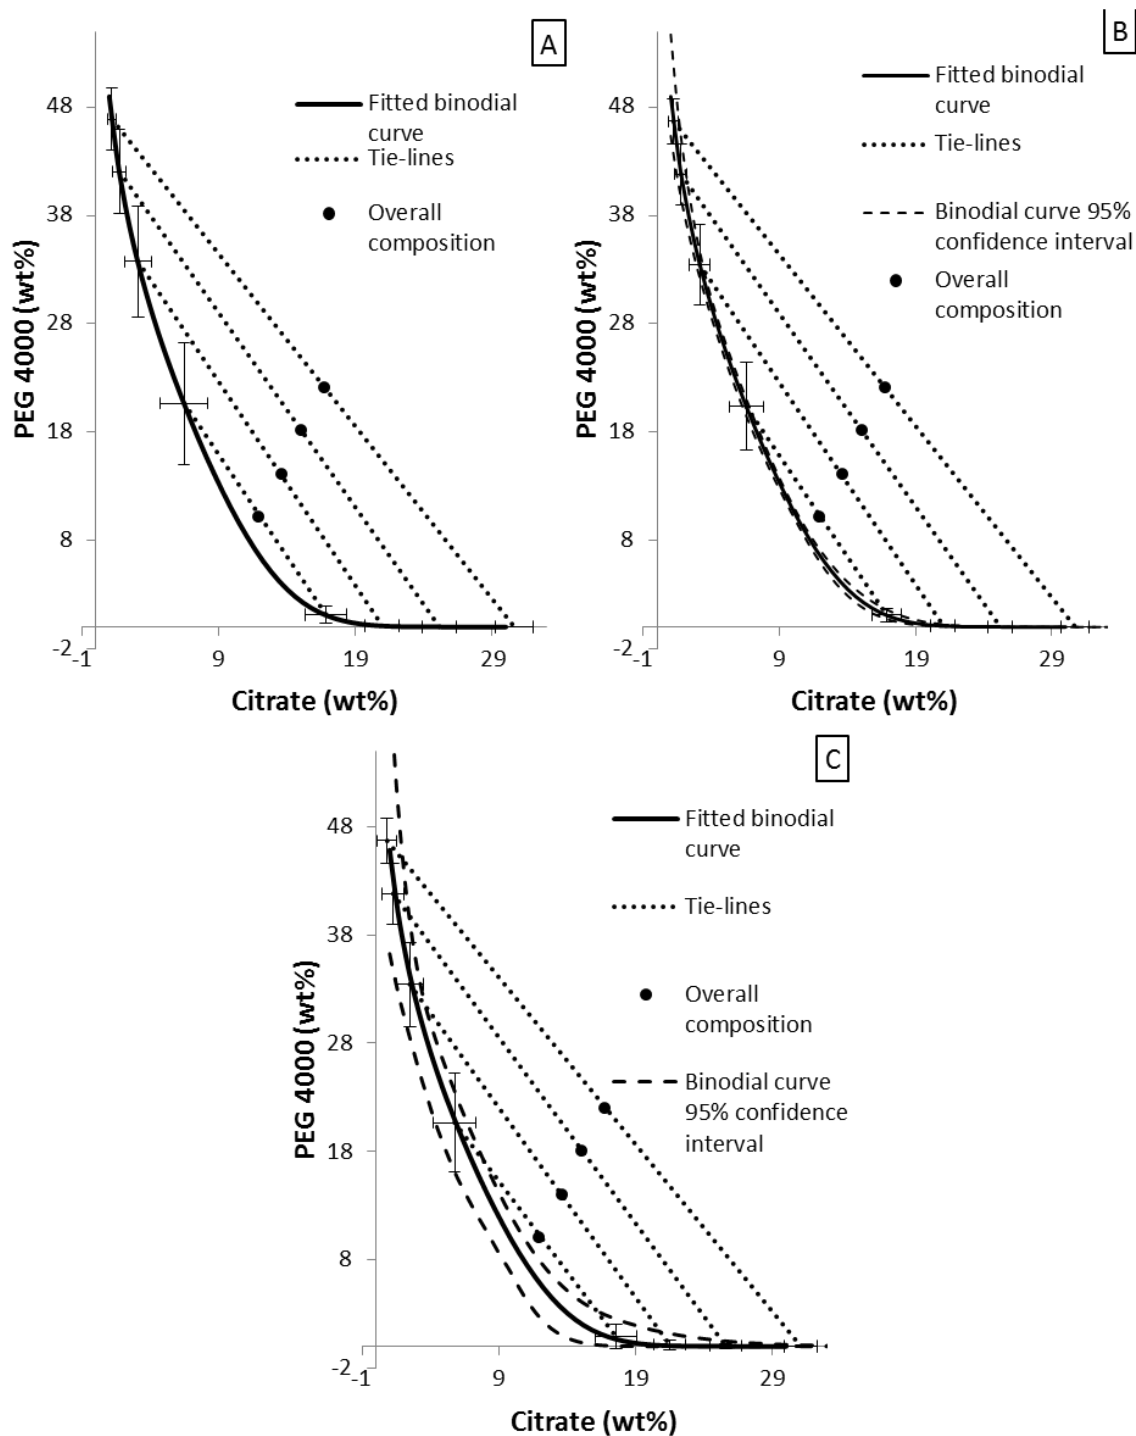 A
Fitted binodial
curve
Tie-lines
Overall
composition
48
38
28
18
8
-2
-1
9
19
29
PEG 4000 (wt%)
Citrate (wt%)
B
Fitted binodial
curve
Tie-lines
Binodial curve 95%
confidence interval
Overall
composition
48
38
28
18
8
-2
-1
9
19
29
PEG 4000 (wt%)
Citrate (wt%)
C
Fitted binodial
curve
Tie-lines
Overall
composition
Binodial curve
95% confidence
interval
48
38
28
18
8
-2
-1
9
19
29
PEG 4000 (wt%)
Citrate (wt%)